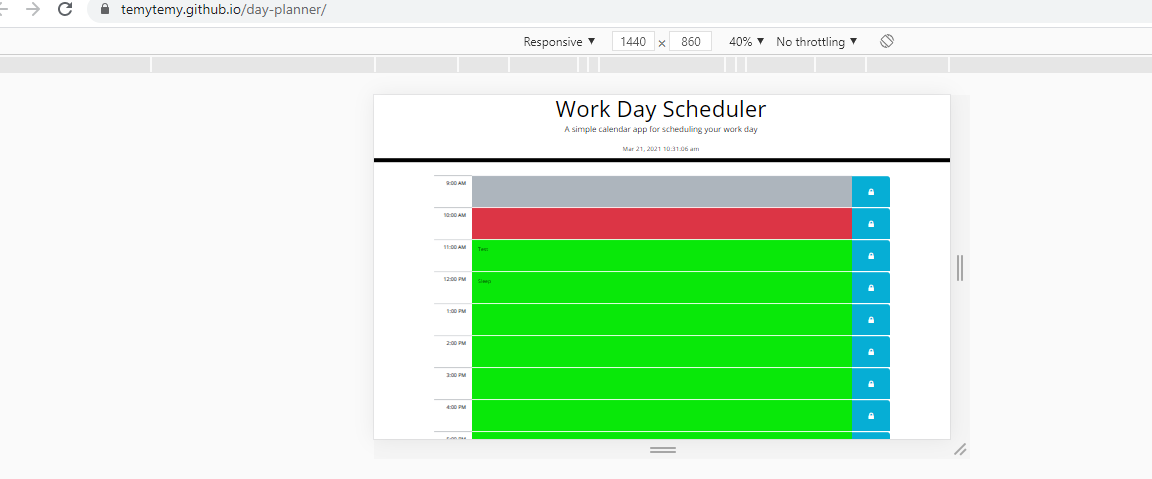 temytemy.github.io/day-planner/
Responsive ▼ 1440 × 860 40% ▼ No throttling ▼
Work Day Scheduler
A simple calendar app for scheduling your work day
Mar 21, 2021 10:31:06 am
9:00 AM
10:00 AM
11:00 AM Test
12:00 PM Sleep
1:00 PM
2:00 PM
3:00 PM
4:00 PM